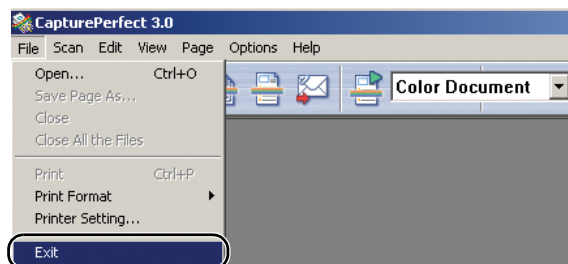 CapturePerfect 3.0
File Scan Edit View Page Options Help
Color Document
Open... Ctrl+O
Save Page As...
Close
Close All the Files
Print Ctrl+P
Print Format
Printer Setting...
Exit